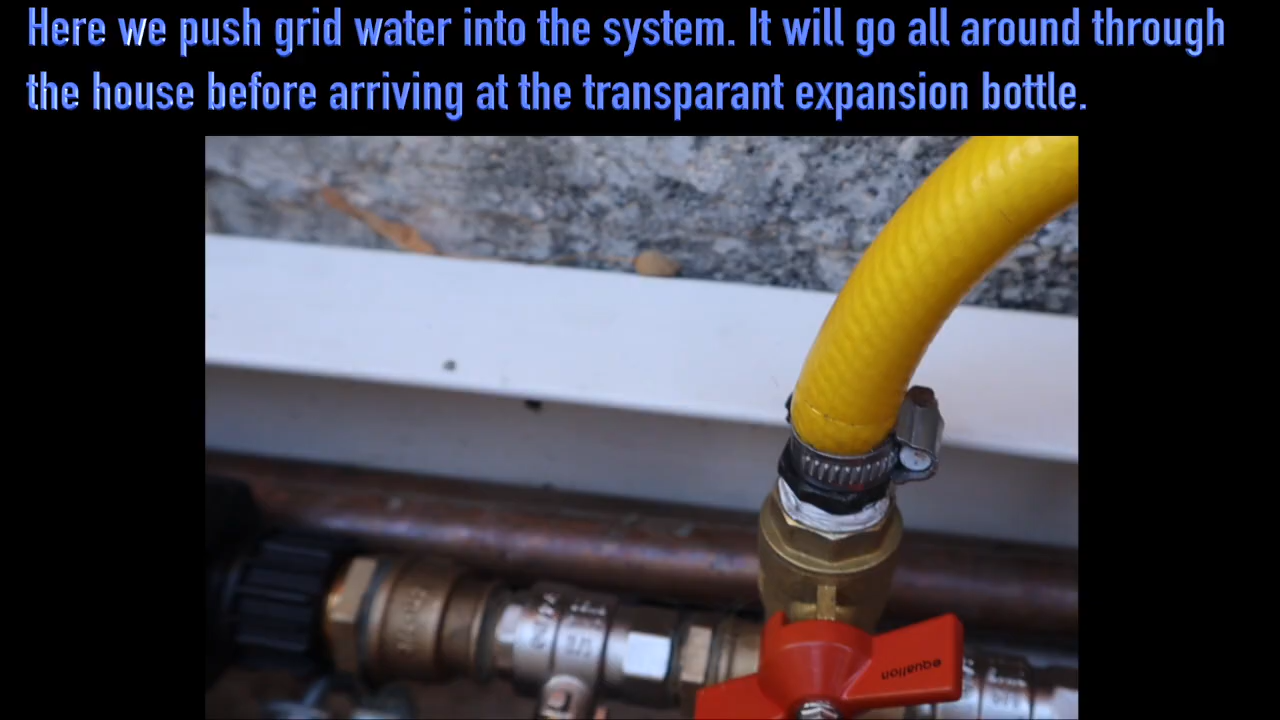 Here we push grid water into the system. It will go all around through
the house before arriving at the transparant expansion bottle.
equation